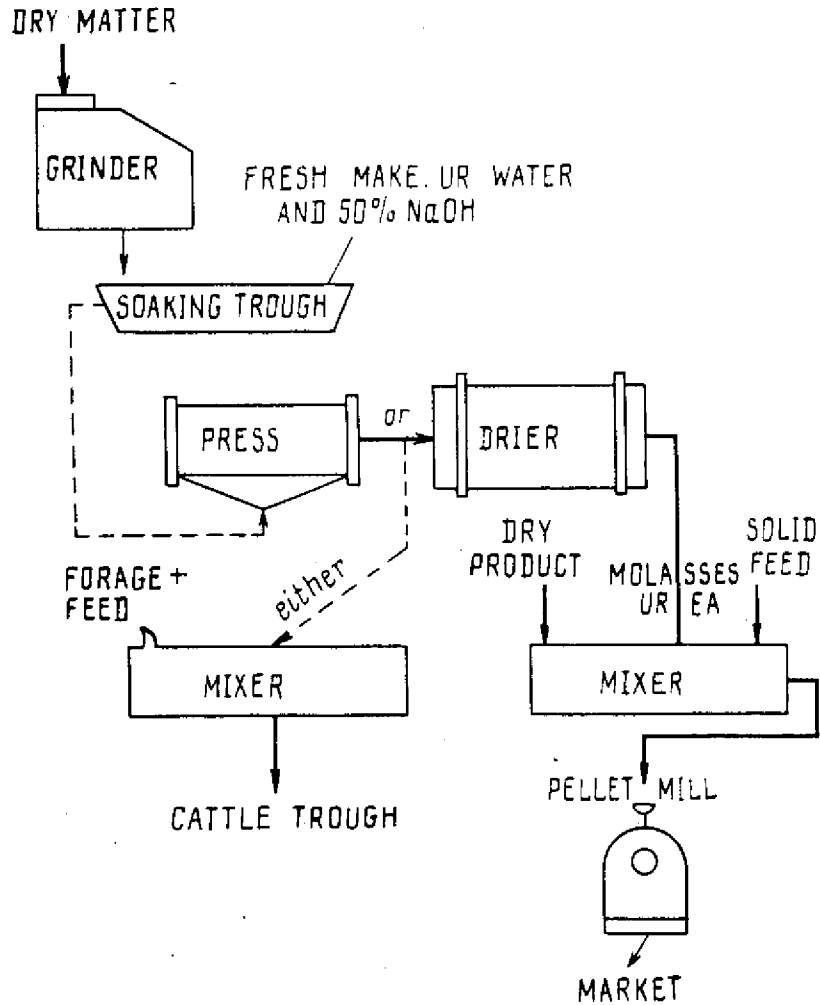 DRY MATTER
GRINDER
FRESH MAKE. UR WATER
AND 50% NaOH
SOAKING TROUGH
PRESS
or
DRIER
DRY
PRODUCT
SOLID
FEED
MOLASSES
UREA
FORAGE +
FEED
either
MIXER
MIXER
CATTLE TROUGH
PELLET MILL
MARKET